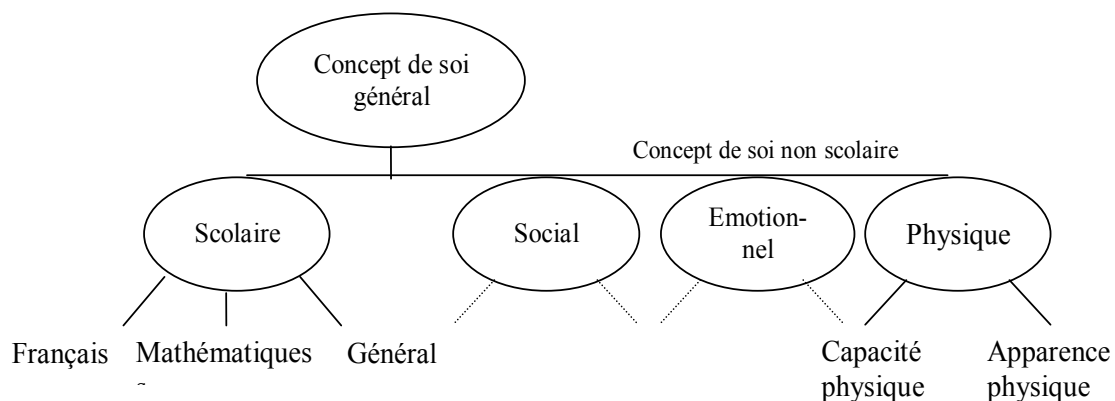 Concept de soi
général
Concept de soi non scolaire
Scolaire
Social
Emotion-
nel
Physique
Français
Mathématiques
Général
Capacité
physique
Apparence
physique